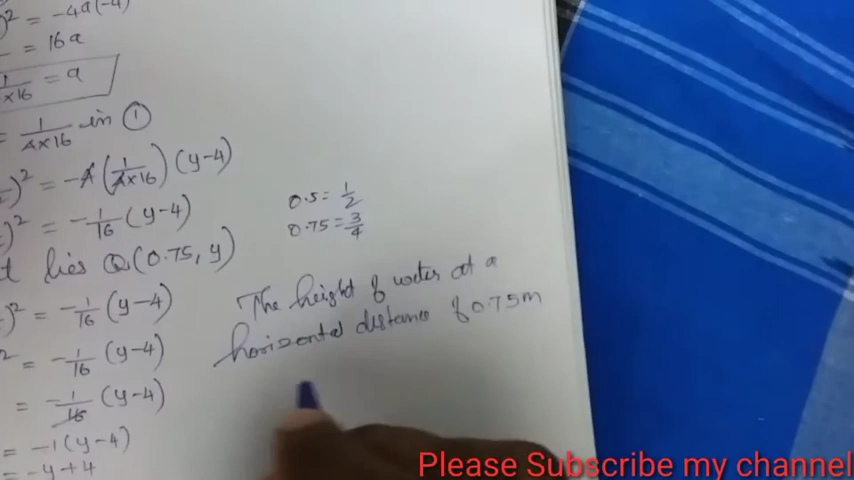 )² = -4a(-4)
= 16a
1/4×16 = a
= 1/4×16 in ①
)² = -4(1/4×16)(y-4)
)² = -1/16(y-4)
0.5 = 1/2
0.75 = 3/4
lies Q(0.75, y)
)² = -1/16(y-4)
² = -1/16(y-4)
= -1/16(y-4)
= -1(y-4)
= -y+4
The height of water at a
horizontal distance of 0.75m
Please Subscribe my channel